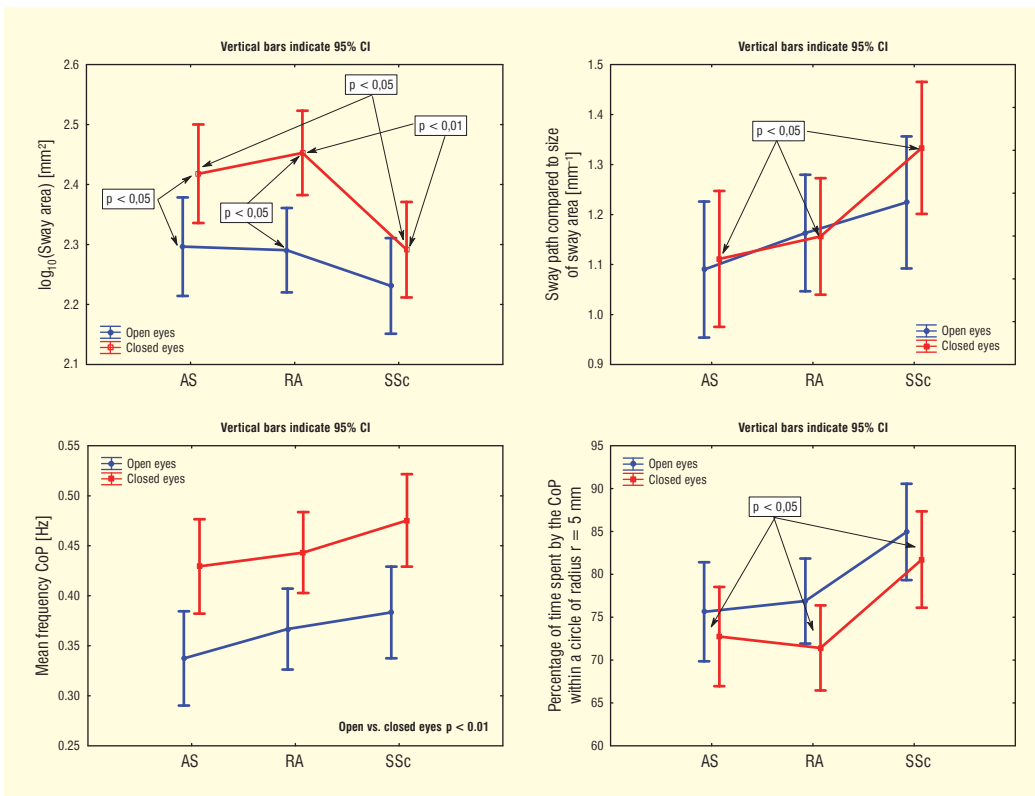 Vertical bars indicate 95% CI
log10(Sway area) [mm²]
2.6
2.5
2.4
2.3
2.2
2.1
p < 0,05
p < 0,01
p < 0,05
p < 0,05
Open eyes
Closed eyes
AS RA SSc
Vertical bars indicate 95% CI
Sway path compared to size
of sway area [mm⁻¹]
1.5
1.4
1.3
1.2
1.1
1.0
0.9
p < 0,05
Open eyes
Closed eyes
AS RA SSc
Vertical bars indicate 95% CI
Mean frequency CoP [Hz]
0.55
0.50
0.45
0.40
0.35
0.30
0.25
Open eyes
Closed eyes
Open vs. closed eyes p < 0.01
AS RA SSc
Vertical bars indicate 95% CI
Percentage of time spent by the CoP
within a circle of radius r = 5 mm
95
90
85
80
75
70
65
60
Open eyes
Closed eyes
p < 0,05
AS RA SSc